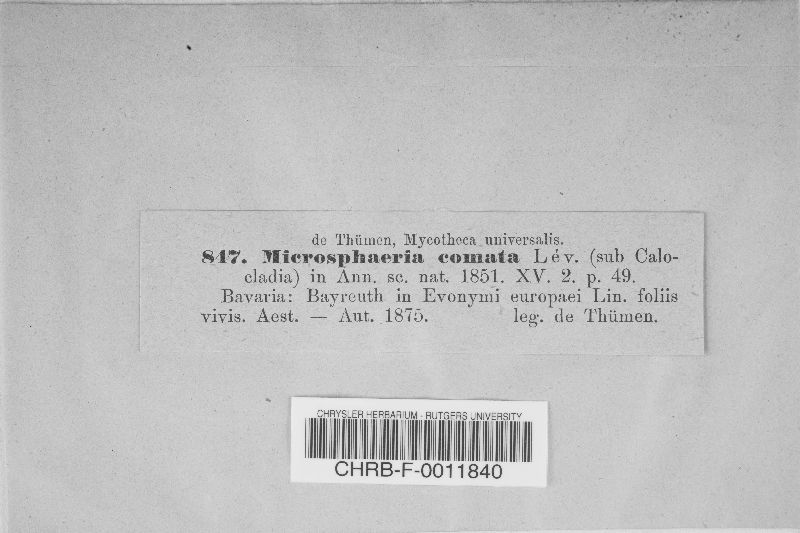 de Thümen, Mycotheca universalis.
847. Microsphaeria comata Lév. (sub Calo-
cladia) in Ann. sc. nat. 1851. XV. 2. p. 49.
Bavaria: Bayreuth in Evonymi europaei Lin. foliis
vivis. Aest. — Aut. 1875. leg. de Thümen.
CHRYSLER HERBARIUM - RUTGERS UNIVERSITY
CHRB-F-0011840